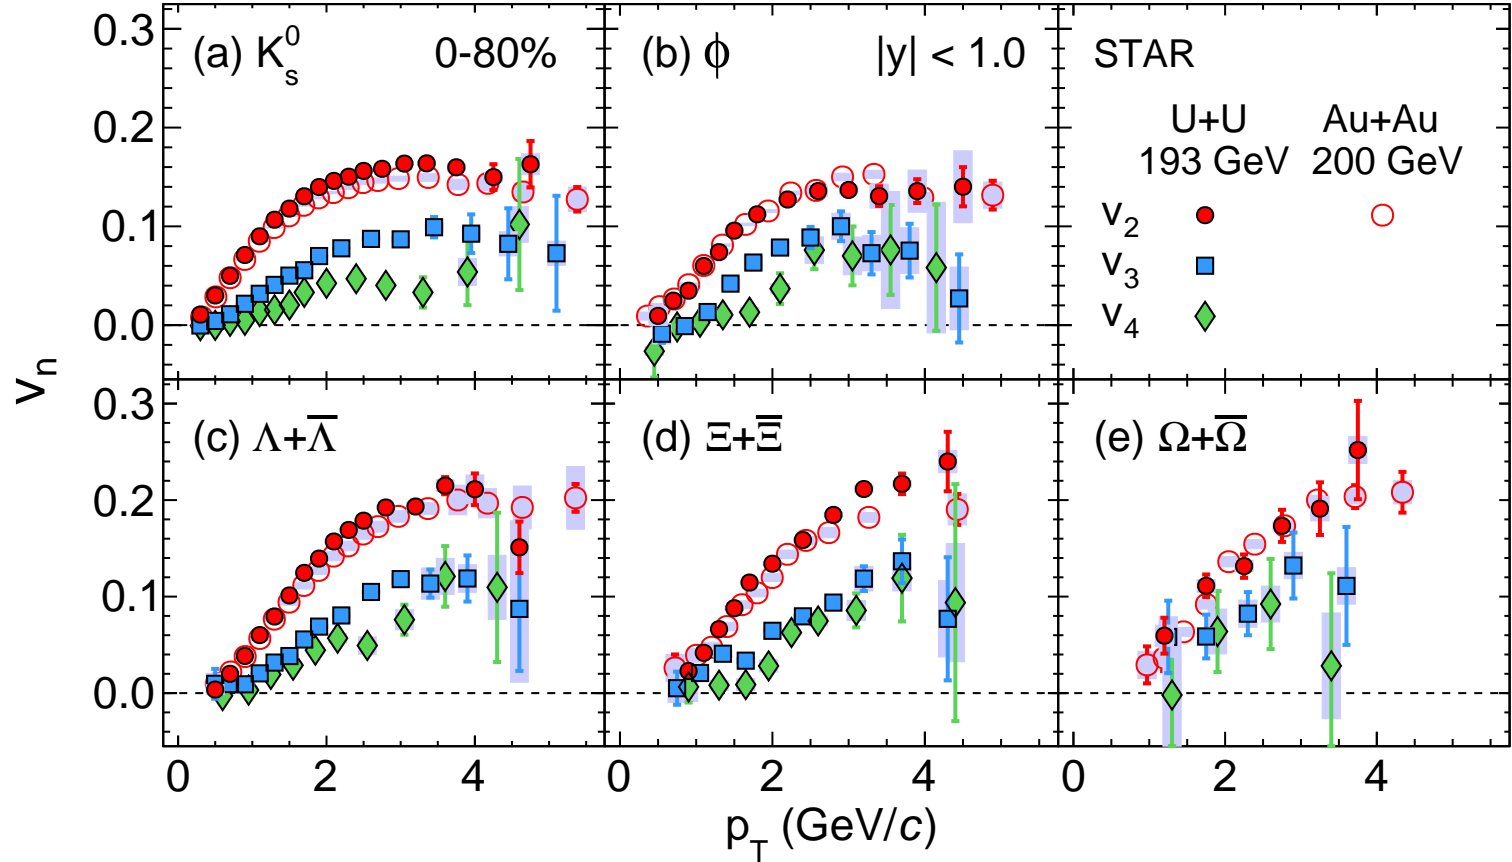 (a) K⁰ₛ 0-80%
(b) ϕ |y| < 1.0
STAR
U+U Au+Au
193 GeV 200 GeV
v₂
v₃
v₄
0.3
0.2
0.1
0.0
vₙ
(c) Λ+Λ̅
(d) Ξ+Ξ̅
(e) Ω+Ω̅
0.3
0.2
0.1
0.0
0 2 4 0 2 4 0 2 4
p_T (GeV/c)